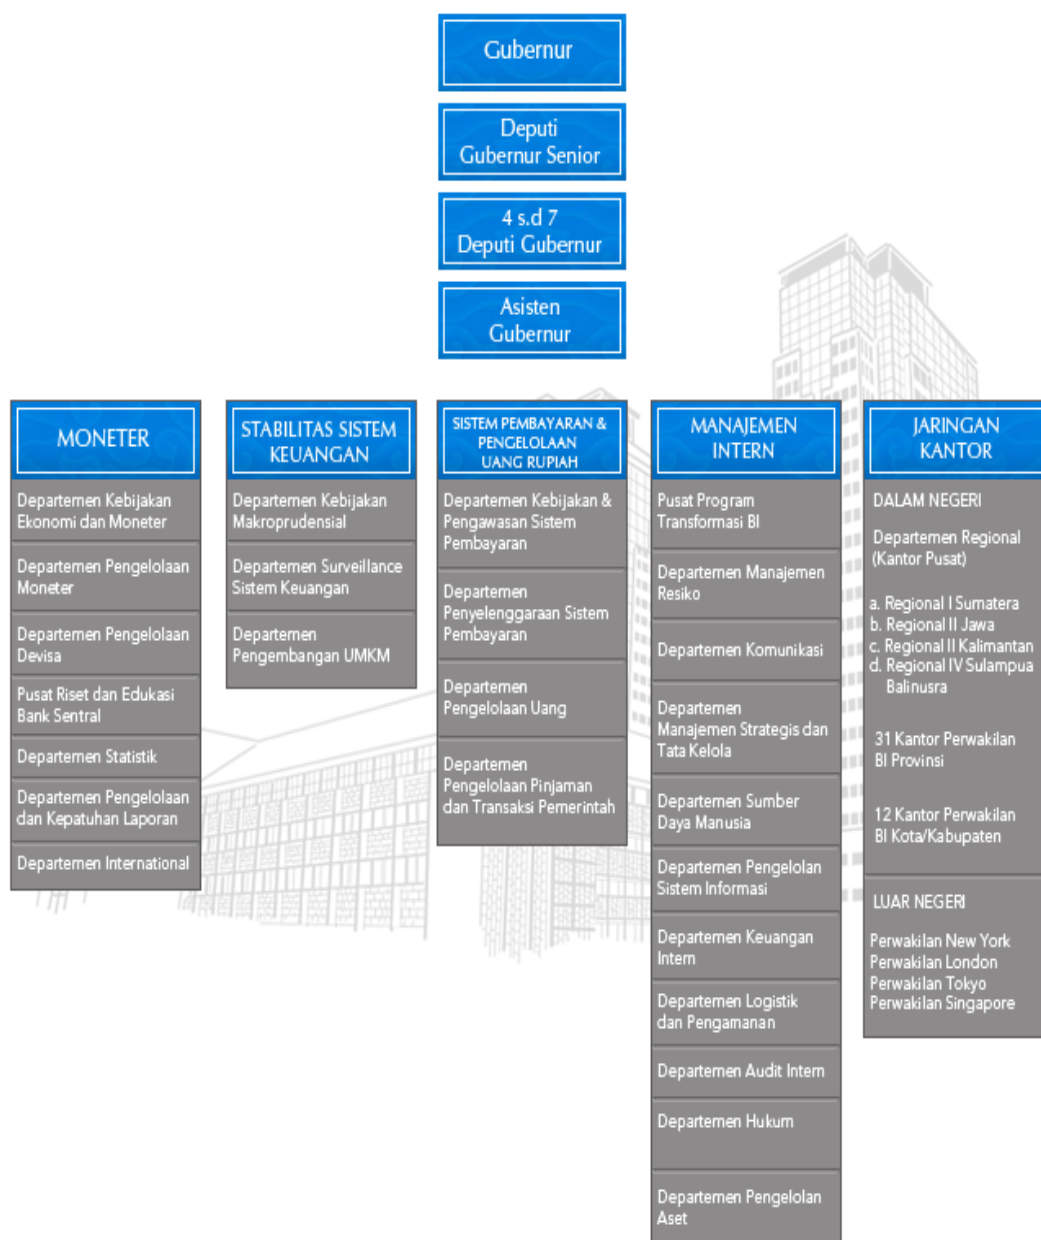 Gubernur
Deputi
Gubernur Senior
4 s.d 7
Deputi Gubernur
Asisten
Gubernur
MONETER
Departemen Kebijakan
Ekonomi dan Moneter
Departemen Pengelolaan
Moneter
Departemen Pengelolaan
Devisa
Pusat Riset dan Edukasi
Bank Sentral
Departemen Statistik
Departemen Pengelolaan
dan Kepatuhan Laporan
Departemen International
STABILITAS SISTEM
KEUANGAN
Departemen Kebijakan
Makroprudensial
Departemen Surveillance
Sistem Keuangan
Departemen
Pengembangan UMKM
SISTEM PEMBAYARAN &
PENGELOLAAN
UANG RUPIAH
Departemen Kebijakan &
Pengawasan Sistem
Pembayaran
Departemen
Penyelenggaraan Sistem
Pembayaran
Departemen
Pengelolaan Uang
Departemen
Pengelolaan Pinjaman
dan Transaksi Pemerintah
MANAJEMEN
INTERN
Pusat Program
Transformasi BI
Departemen Manajemen
Resiko
Departemen Komunikasi
Departemen
Manajemen Strategis dan
Tata Kelola
Departemen Sumber
Daya Manusia
Departemen Pengelolan
Sistem Informasi
Departemen Keuangan
Intern
Departemen Logistik
dan Pengamanan
Departemen Audit Intern
Departemen Hukum
Departemen Pengelolan
Aset
JARINGAN
KANTOR
DALAM NEGERI
Departemen Regional
(Kantor Pusat)
a. Regional I Sumatera
b. Regional II Jawa
c. Regional II Kalimantan
d. Regional IV Sulampua
Balinusra
31 Kantor Perwakilan
BI Provinsi
12 Kantor Perwakilan
BI Kota/Kabupaten
LUAR NEGERI
Perwakilan New York
Perwakilan London
Perwakilan Tokyo
Perwakilan Singapore